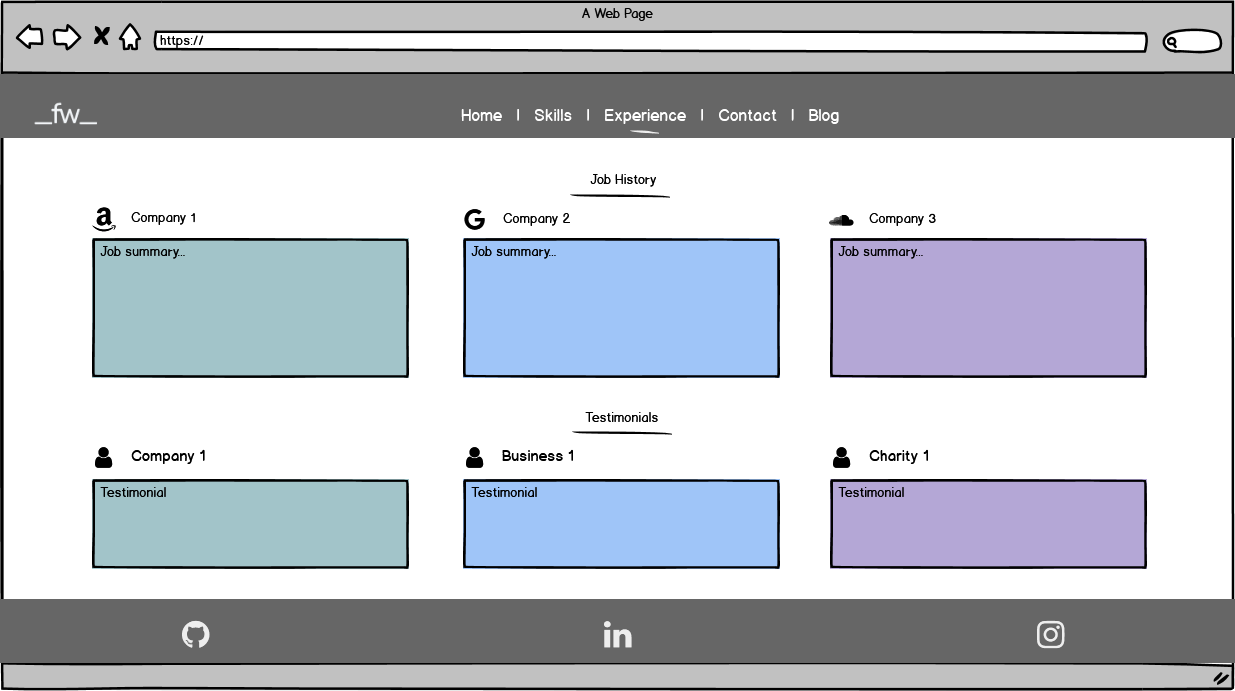 A Web Page
https://
_fw_
Home | Skills | Experience | Contact | Blog
Job History
Company 1
Company 2
Company 3
Job summary...
Job summary...
Job summary...
Testimonials
Company 1
Business 1
Charity 1
Testimonial
Testimonial
Testimonial
in